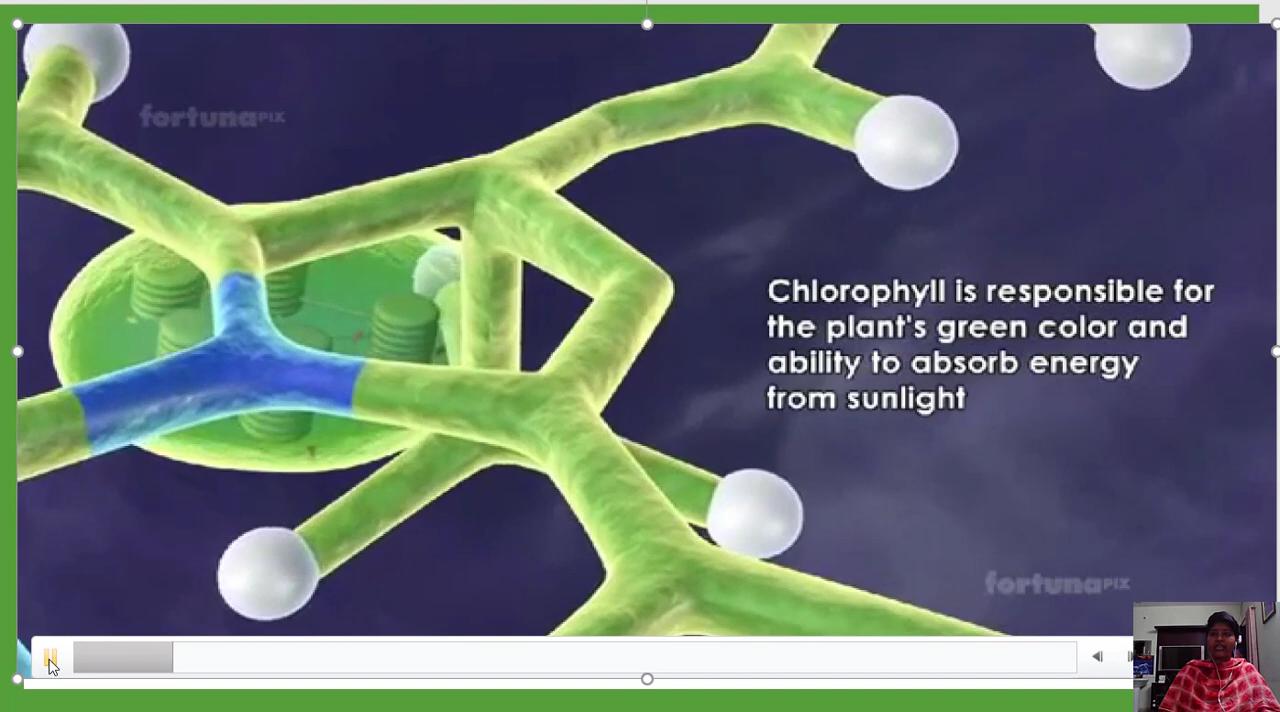 fortunaPIX
Chlorophyll is responsible for
the plant's green color and
ability to absorb energy
from sunlight
fortunaPIX